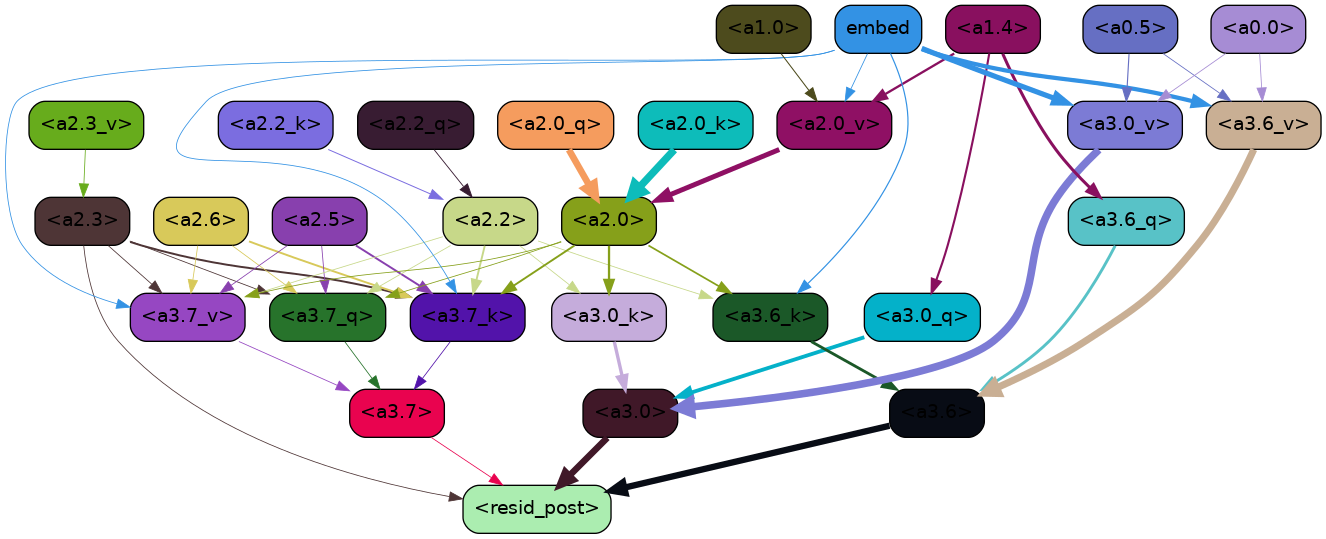 <a1.0>
embed
<a1.4>
<a0.5>
<a0.0>
<a2.3_v>
<a2.2_k>
<a2.2_q>
<a2.0_q>
<a2.0_k>
<a2.0_v>
<a3.0_v>
<a3.6_v>
<a2.3>
<a2.6>
<a2.5>
<a2.2>
<a2.0>
<a3.6_q>
<a3.7_v>
<a3.7_q>
<a3.7_k>
<a3.0_k>
<a3.6_k>
<a3.0_q>
<a3.7>
<a3.0>
<a3.6>
<resid_post>